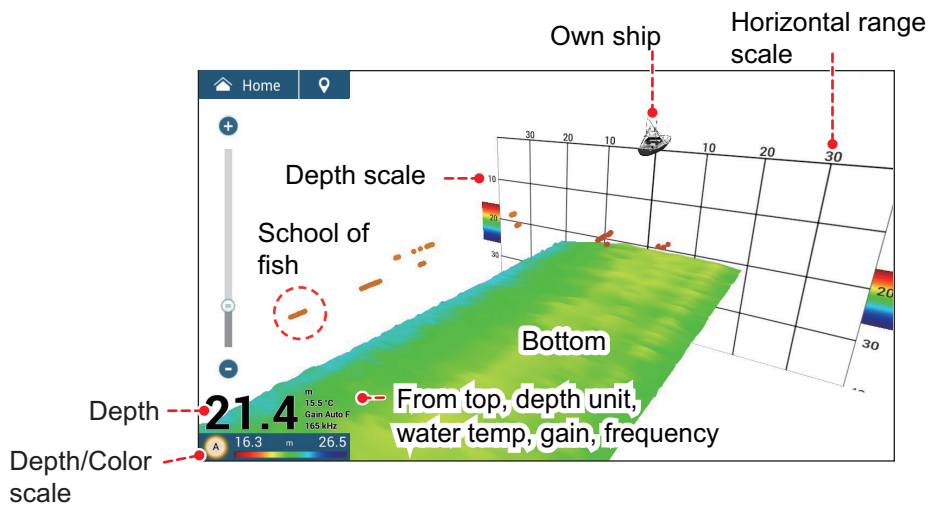 Own ship
Horizontal range
scale
Home
30 20 10 10 20 30
Depth scale
10
20
30
School of
fish
20
30
Bottom
Depth
21.4
m
15.5 °C
Gain Auto F
165 kHz
From top, depth unit,
water temp, gain, frequency
A
16.3 m 26.5
Depth/Color
scale